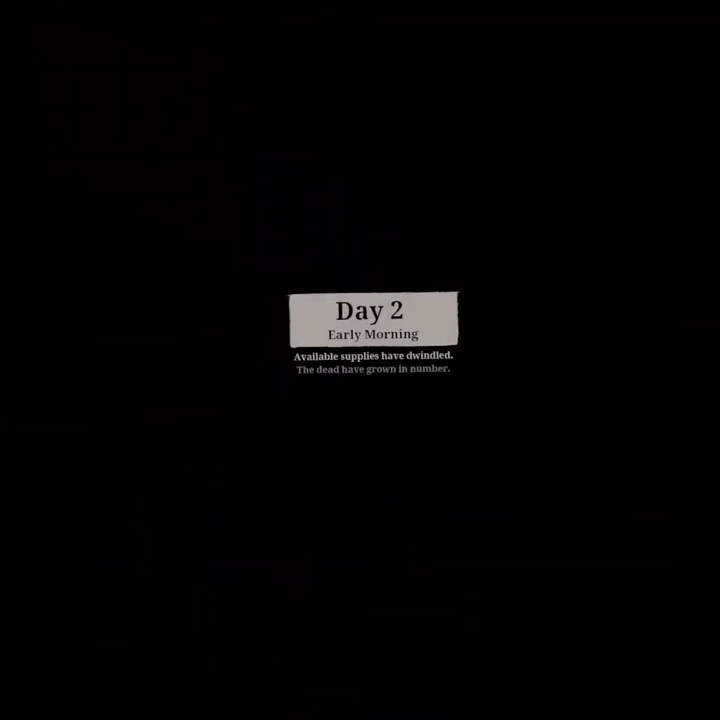 Day 2
Early Morning
Available supplies have dwindled.
The dead have grown in number.